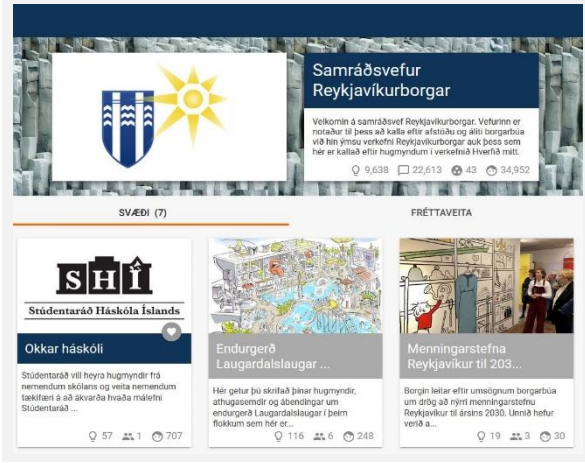 Samráðsvefur
Reykjavíkurborgar
Velkomin á samráðsvef Reykjavíkurborgar. Vefurinn er
notaður til þess að kalla eftir afstöðu og áliti borgarbúa
við hin ýmsu verkefni Reykjavíkurborgar auk þess sem
hér er kallað eftir hugmyndum í verkefnið Hverfið mitt.
9,638 22,613 43 34,952
SVÆÐI (7)
FRÉTTAVEITA
SHÍ
Stúdentaráð Háskóla Íslands
Okkar háskóli
Stúdentaráð vill heyra hugmyndir frá
nemendum skólans og veita nemendum
tækifæri á að ákvarða hvaða málefni
Stúdentaráð ...
57 1 707
Endurgerð
Laugardalslaugar ...
Hér getur þú skrifað þínar hugmyndir,
athugasemdir og ábendingar um
endurgerð Laugardalslaugar í þeim
flokkum sem hér er...
116 6 248
Menningarstefna
Reykjavíkur til 203...
Borgin leitar eftir umsögnum borgarbúa
um drög að nýrri menningarstefnu
Reykjavíkur til ársins 2030. Unnið hefur
verið a...
19 3 30